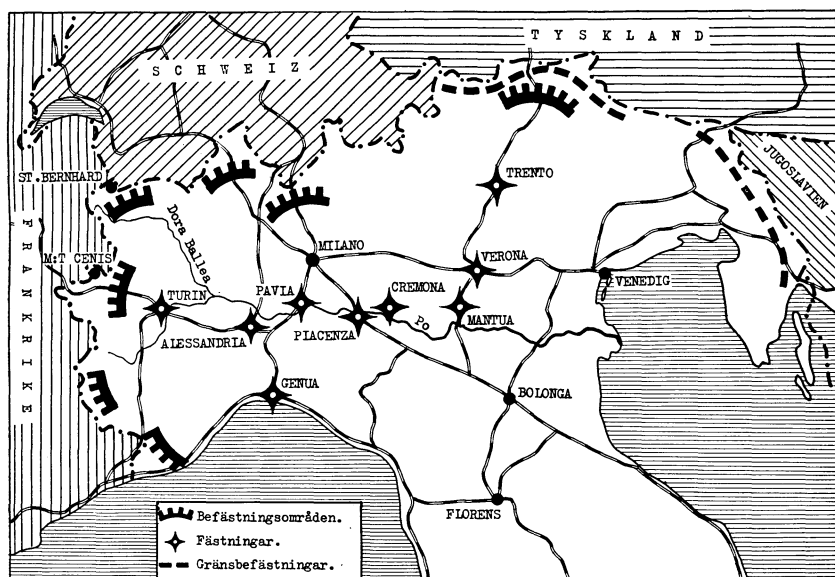 TYSKLAND
SCHWEIZ
JUGOSLAVIEN
ST. BERNHARD
TRENTO
FRANKRIKE
Dora Ballea
M:T CENIS
MILANO
VERONA
VENEDIG
TURIN
PAVIA
CREMONA
ALESSANDRIA
PIACENZA
Po
MANTUA
GENUA
BOLONGA
FLORENS
Befästningsområden.
Fästningar.
Gränsbefästningar.